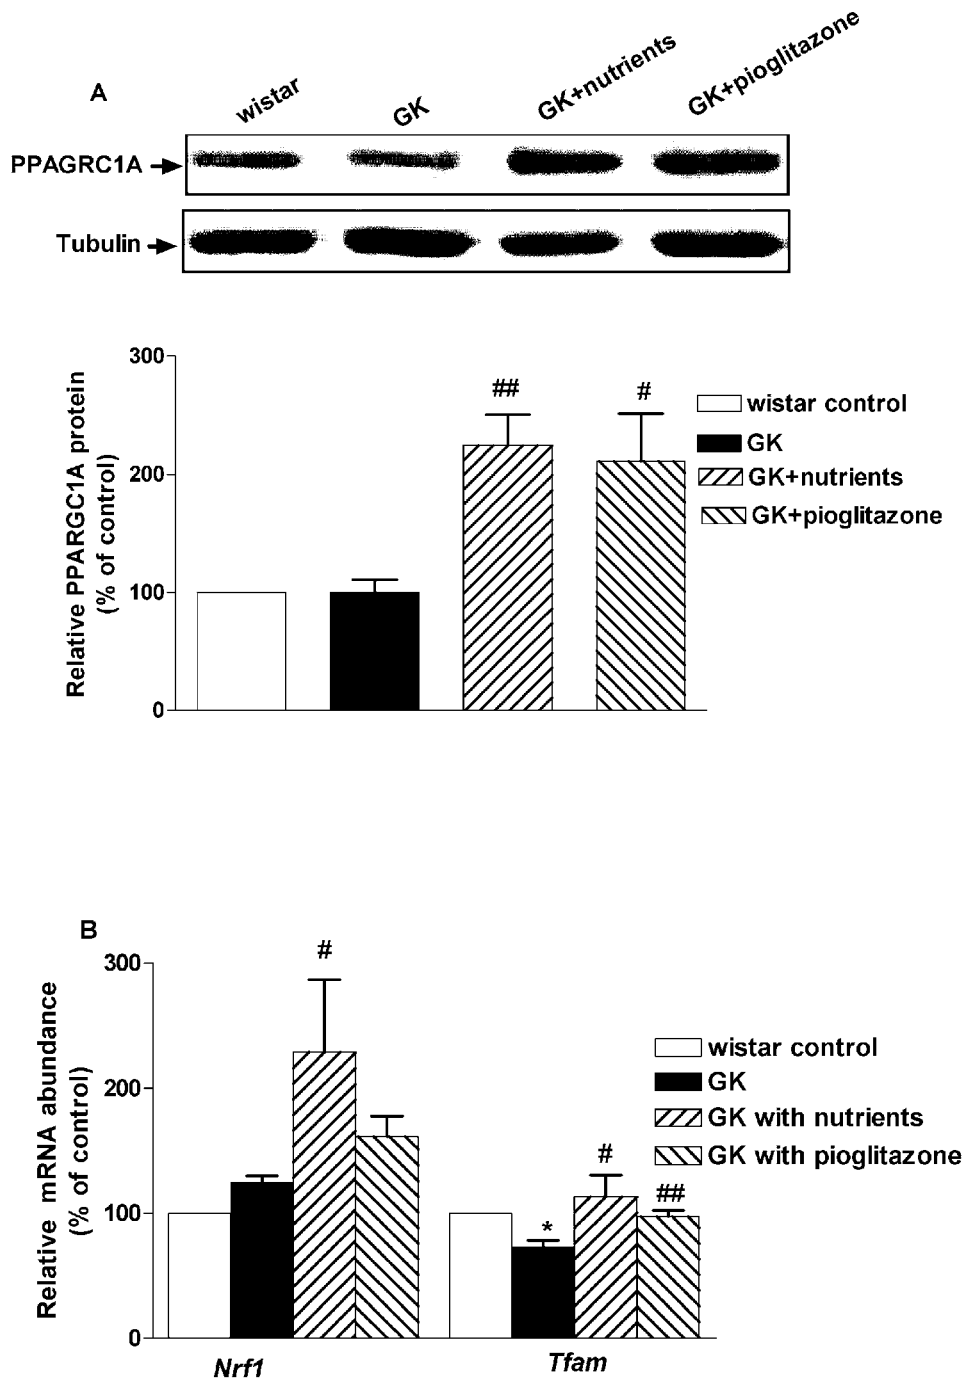 A
wistar
GK
GK+nutrients
GK+pioglitazone
PPAGRC1A
Tubulin
Relative PPARGC1A protein
(% of control)
300
200
100
0
##
#
wistar control
GK
GK+nutrients
GK+pioglitazone
B
Relative mRNA abundance
(% of control)
300
200
100
0
#
*
#
##
wistar control
GK
GK with nutrients
GK with pioglitazone
Nrf1
Tfam